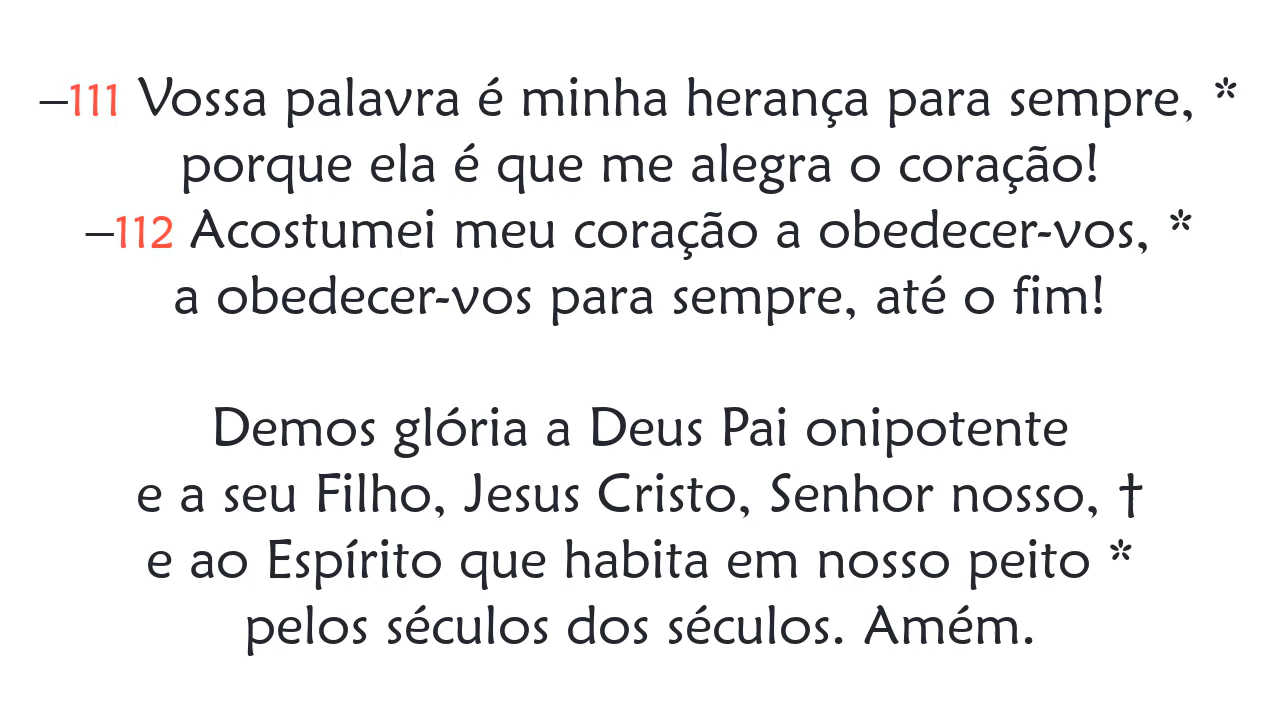 –111 Vossa palavra é minha herança para sempre, *
porque ela é que me alegra o coração!
–112 Acostumei meu coração a obedecer-vos, *
a obedecer-vos para sempre, até o fim!
Demos glória a Deus Pai onipotente
e a seu Filho, Jesus Cristo, Senhor nosso, †
e ao Espírito que habita em nosso peito *
pelos séculos dos séculos. Amém.